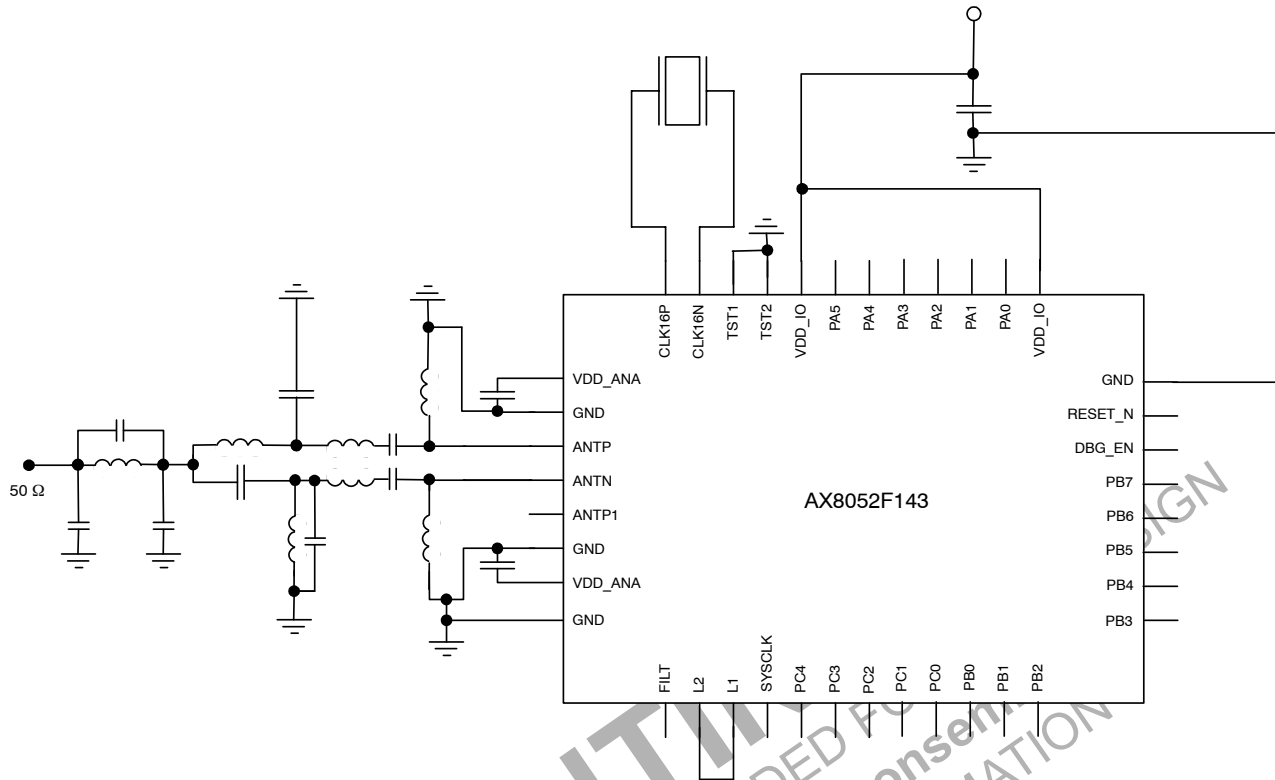 CLK16P
CLK16N
TST1
TST2
VDD_IO
PA5
PA4
PA3
PA2
PA1
PA0
VDD_IO
VDD_ANA
GND
ANTP
ANTN
ANTP1
GND
VDD_ANA
GND
50 Ω
AX8052F143
GND
RESET_N
DBG_EN
PB7
PB6
PB5
PB4
PB3
FILT
L2
L1
SYSCLK
PC4
PC3
PC2
PC1
PC0
PB0
PB1
PB2